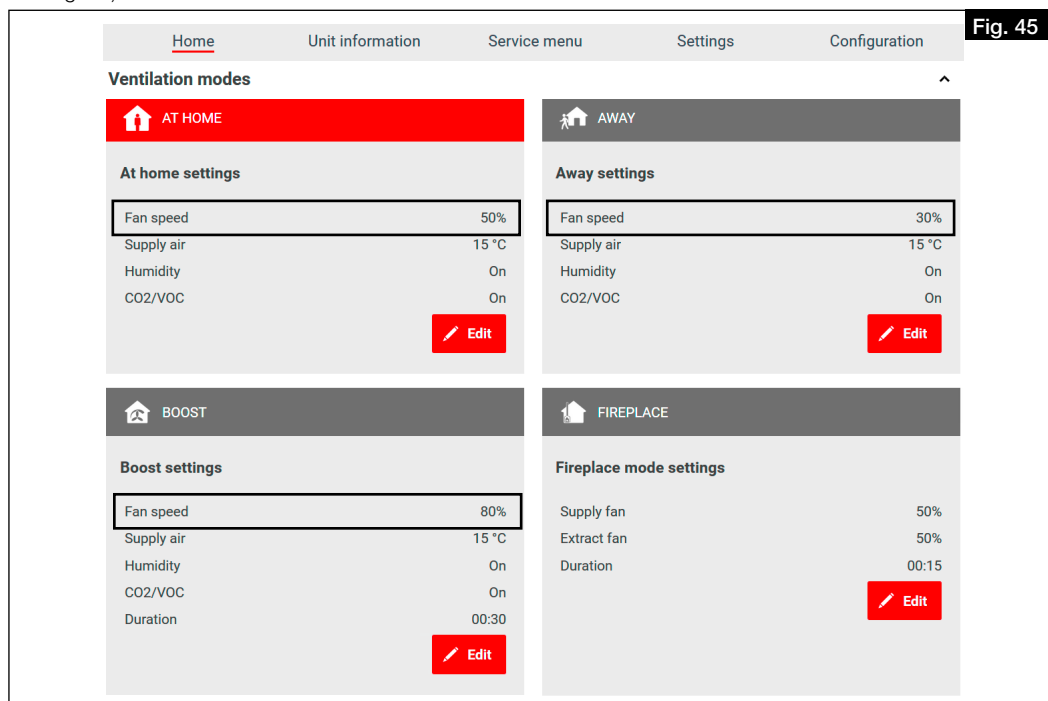 Fig. 45
Home Unit information Service menu Settings Configuration
Ventilation modes
AT HOME
At home settings
Fan speed 50%
Supply air 15 °C
Humidity On
CO2/VOC On
Edit
AWAY
Away settings
Fan speed 30%
Supply air 15 °C
Humidity On
CO2/VOC On
Edit
BOOST
Boost settings
Fan speed 80%
Supply air 15 °C
Humidity On
CO2/VOC On
Duration 00:30
Edit
FIREPLACE
Fireplace mode settings
Supply fan 50%
Extract fan 50%
Duration 00:15
Edit